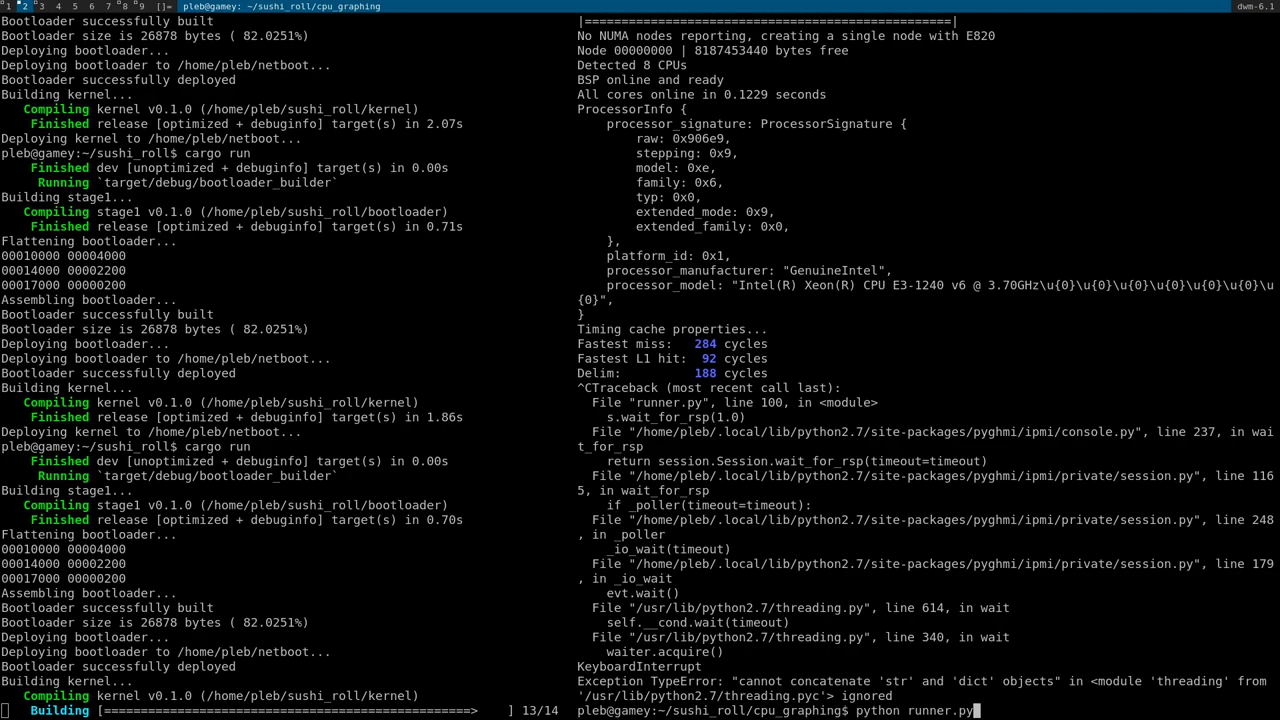 1 2 3 4 5 6 7 8 9 []= pleb@gamey: ~/sushi_roll/cpu_graphing dwm-6.1
Bootloader successfully built
Bootloader size is 26878 bytes ( 82.0251%)
Deploying bootloader...
Deploying bootloader to /home/pleb/netboot...
Bootloader successfully deployed
Building kernel...
Compiling kernel v0.1.0 (/home/pleb/sushi_roll/kernel)
Finished release [optimized + debuginfo] target(s) in 2.07s
Deploying kernel to /home/pleb/netboot...
pleb@gamey:~/sushi_roll$ cargo run
Finished dev [unoptimized + debuginfo] target(s) in 0.00s
Running `target/debug/bootloader_builder`
Building stage1...
Compiling stage1 v0.1.0 (/home/pleb/sushi_roll/bootloader)
Finished release [optimized + debuginfo] target(s) in 0.71s
Flattening bootloader...
00010000 00004000
00014000 00002200
00017000 00000200
Assembling bootloader...
Bootloader successfully built
Bootloader size is 26878 bytes ( 82.0251%)
Deploying bootloader...
Deploying bootloader to /home/pleb/netboot...
Bootloader successfully deployed
Building kernel...
Compiling kernel v0.1.0 (/home/pleb/sushi_roll/kernel)
Finished release [optimized + debuginfo] target(s) in 1.86s
Deploying kernel to /home/pleb/netboot...
pleb@gamey:~/sushi_roll$ cargo run
Finished dev [unoptimized + debuginfo] target(s) in 0.00s
Running `target/debug/bootloader_builder`
Building stage1...
Compiling stage1 v0.1.0 (/home/pleb/sushi_roll/bootloader)
Finished release [optimized + debuginfo] target(s) in 0.70s
Flattening bootloader...
00010000 00004000
00014000 00002200
00017000 00000200
Assembling bootloader...
Bootloader successfully built
Bootloader size is 26878 bytes ( 82.0251%)
Deploying bootloader...
Deploying bootloader to /home/pleb/netboot...
Bootloader successfully deployed
Building kernel...
Compiling kernel v0.1.0 (/home/pleb/sushi_roll/kernel)
Building [==================================================> ] 13/14
|==================================================|
No NUMA nodes reporting, creating a single node with E820
Node 00000000 | 8187453440 bytes free
Detected 8 CPUs
BSP online and ready
All cores online in 0.1229 seconds
ProcessorInfo {
processor_signature: ProcessorSignature {
raw: 0x906e9,
stepping: 0x9,
model: 0xe,
family: 0x6,
typ: 0x0,
extended_mode: 0x9,
extended_family: 0x0,
},
platform_id: 0x1,
processor_manufacturer: "GenuineIntel",
processor_model: "Intel(R) Xeon(R) CPU E3-1240 v6 @ 3.70GHz\u{0}\u{0}\u{0}\u{0}\u{0}\u{0}\u
{0}",
}
Timing cache properties...
Fastest miss: 284 cycles
Fastest L1 hit: 92 cycles
Delim: 188 cycles
^CTraceback (most recent call last):
File "runner.py", line 100, in <module>
s.wait_for_rsp(1.0)
File "/home/pleb/.local/lib/python2.7/site-packages/pyghmi/ipmi/console.py", line 237, in wai
t_for_rsp
return session.Session.wait_for_rsp(timeout=timeout)
File "/home/pleb/.local/lib/python2.7/site-packages/pyghmi/ipmi/private/session.py", line 116
5, in wait_for_rsp
if _poller(timeout=timeout):
File "/home/pleb/.local/lib/python2.7/site-packages/pyghmi/ipmi/private/session.py", line 248
, in _poller
_io_wait(timeout)
File "/home/pleb/.local/lib/python2.7/site-packages/pyghmi/ipmi/private/session.py", line 179
, in _io_wait
evt.wait()
File "/usr/lib/python2.7/threading.py", line 614, in wait
self.__cond.wait(timeout)
File "/usr/lib/python2.7/threading.py", line 340, in wait
waiter.acquire()
KeyboardInterrupt
Exception TypeError: "cannot concatenate 'str' and 'dict' objects" in <module 'threading' from
'/usr/lib/python2.7/threading.pyc'> ignored
pleb@gamey:~/sushi_roll/cpu_graphing$ python runner.py